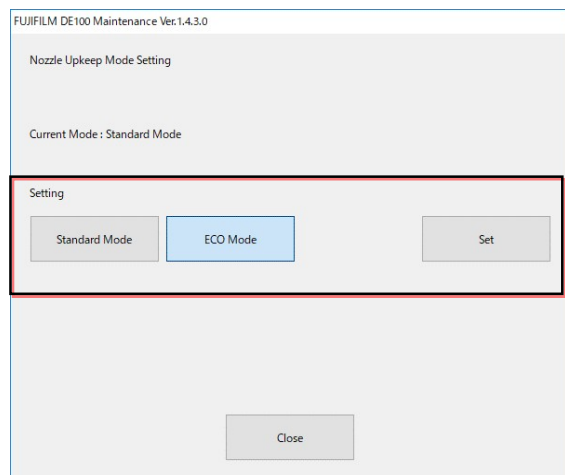 FUJIFILM DE100 Maintenance Ver.1.4.3.0
Nozzle Upkeep Mode Setting
Current Mode : Standard Mode
Setting
Standard Mode ECO Mode Set
Close